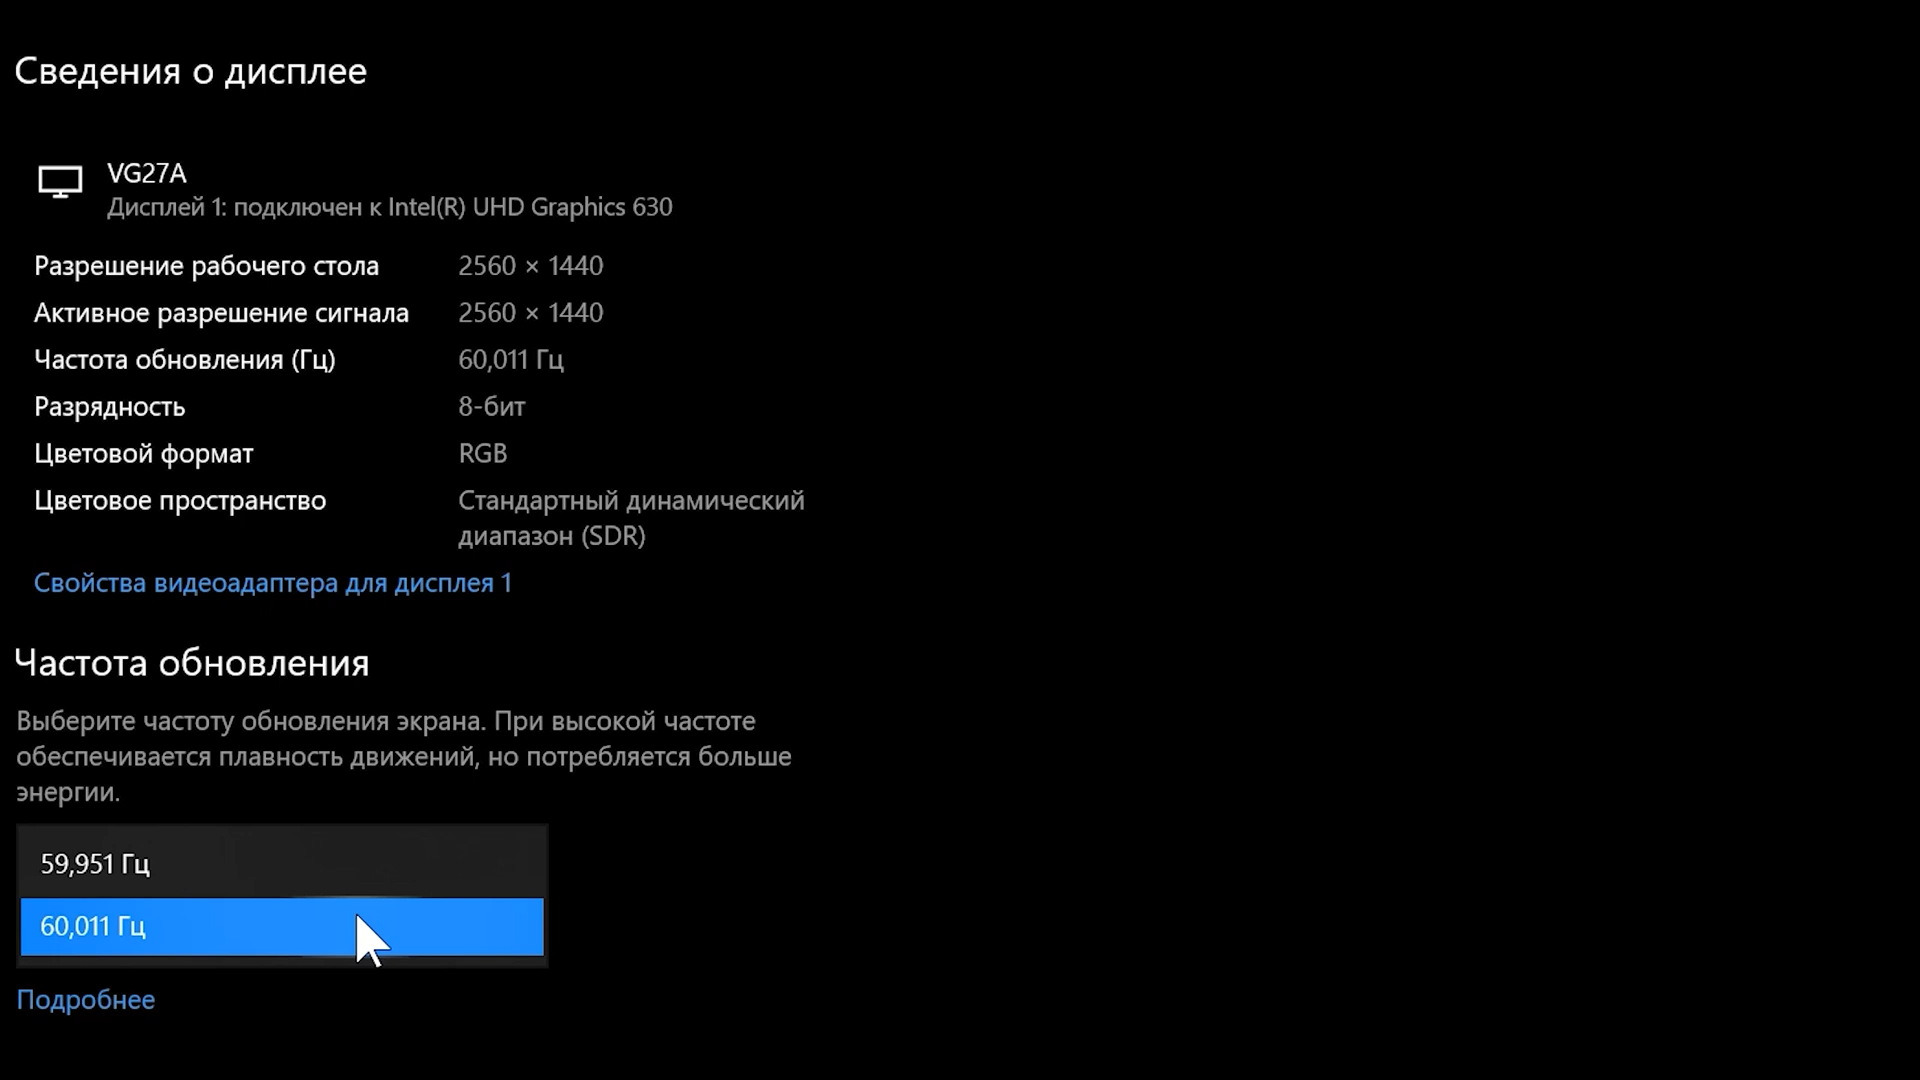 Сведения о дисплее
VG27A
Дисплей 1: подключен к Intel(R) UHD Graphics 630
Разрешение рабочего стола 2560 × 1440
Активное разрешение сигнала 2560 × 1440
Частота обновления (Гц) 60,011 Гц
Разрядность 8-бит
Цветовой формат RGB
Цветовое пространство Стандартный динамический
диапазон (SDR)
Свойства видеоадаптера для дисплея 1
Частота обновления
Выберите частоту обновления экрана. При высокой частоте
обеспечивается плавность движений, но потребляется больше
энергии.
59,951 Гц
60,011 Гц
Подробнее